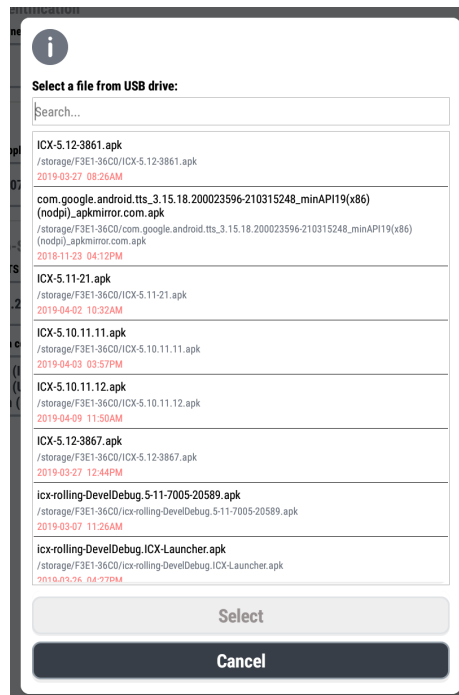 entification
i
Select a file from USB drive:
Search...
ICX-5.12-3861.apk
/storage/F3E1-36C0/ICX-5.12-3861.apk
2019-03-27 08:26AM
com.google.android.tts_3.15.18.200023596-210315248_minAPI19(x86)
(nodpi)_apkmirror.com.apk
/storage/F3E1-36C0/com.google.android.tts_3.15.18.200023596-210315248_minAPI19(x86)
(nodpi)_apkmirror.com.apk
2018-11-23 04:12PM
ICX-5.11-21.apk
/storage/F3E1-36C0/ICX-5.11-21.apk
2019-04-02 10:32AM
ICX-5.10.11.11.apk
/storage/F3E1-36C0/ICX-5.10.11.11.apk
2019-04-03 03:57PM
ICX-5.10.11.12.apk
/storage/F3E1-36C0/ICX-5.10.11.12.apk
2019-04-09 11:50AM
ICX-5.12-3867.apk
/storage/F3E1-36C0/ICX-5.12-3867.apk
2019-03-27 12:44PM
icx-rolling-DevelDebug.5-11-7005-20589.apk
/storage/F3E1-36C0/icx-rolling-DevelDebug.5-11-7005-20589.apk
2019-03-07 11:26AM
icx-rolling-DevelDebug.ICX-Launcher.apk
/storage/F3E1-36C0/icx-rolling-DevelDebug.ICX-Launcher.apk
2019-03-26 04:27PM
Select
Cancel